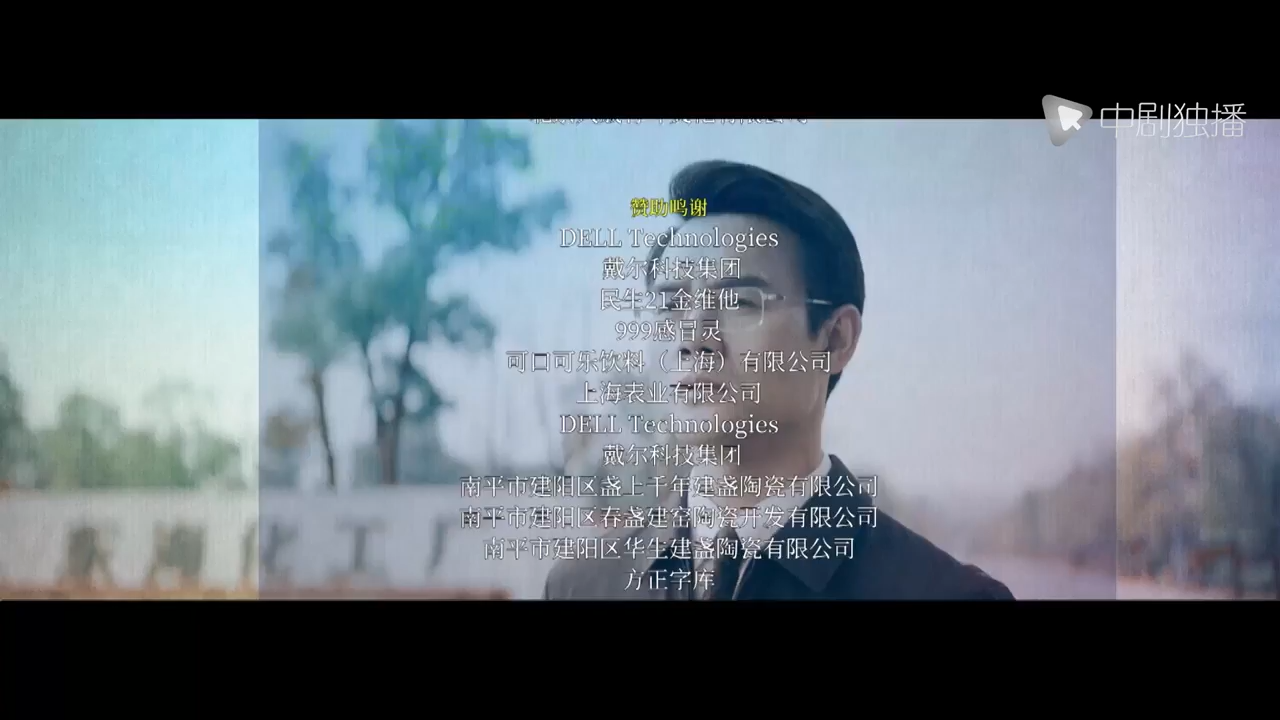 中剧独播
赞助鸣谢
DELL Technologies
戴尔科技集团
民生21金维他
999感冒灵
可口可乐饮料（上海）有限公司
上海表业有限公司
DELL Technologies
戴尔科技集团
南平市建阳区盏上千年建盏陶瓷有限公司
南平市建阳区春盏建窑陶瓷开发有限公司
南平市建阳区华生建盏陶瓷有限公司
方正字库